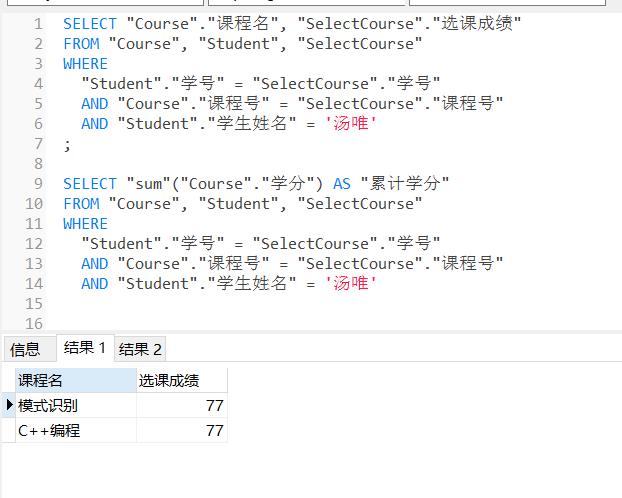 1 SELECT "Course"."课程名", "SelectCourse"."选课成绩"
2 FROM "Course", "Student", "SelectCourse"
3 WHERE
4 "Student"."学号" = "SelectCourse"."学号"
5 AND "Course"."课程号" = "SelectCourse"."课程号"
6 AND "Student"."学生姓名" = '汤唯'
7 ;
8
9 SELECT "sum"("Course"."学分") AS "累计学分"
10 FROM "Course", "Student", "SelectCourse"
11 WHERE
12 "Student"."学号" = "SelectCourse"."学号"
13 AND "Course"."课程号" = "SelectCourse"."课程号"
14 AND "Student"."学生姓名" = '汤唯'
15
16
信息 结果 1 结果 2
课程名 选课成绩
模式识别 77
C++编程 77